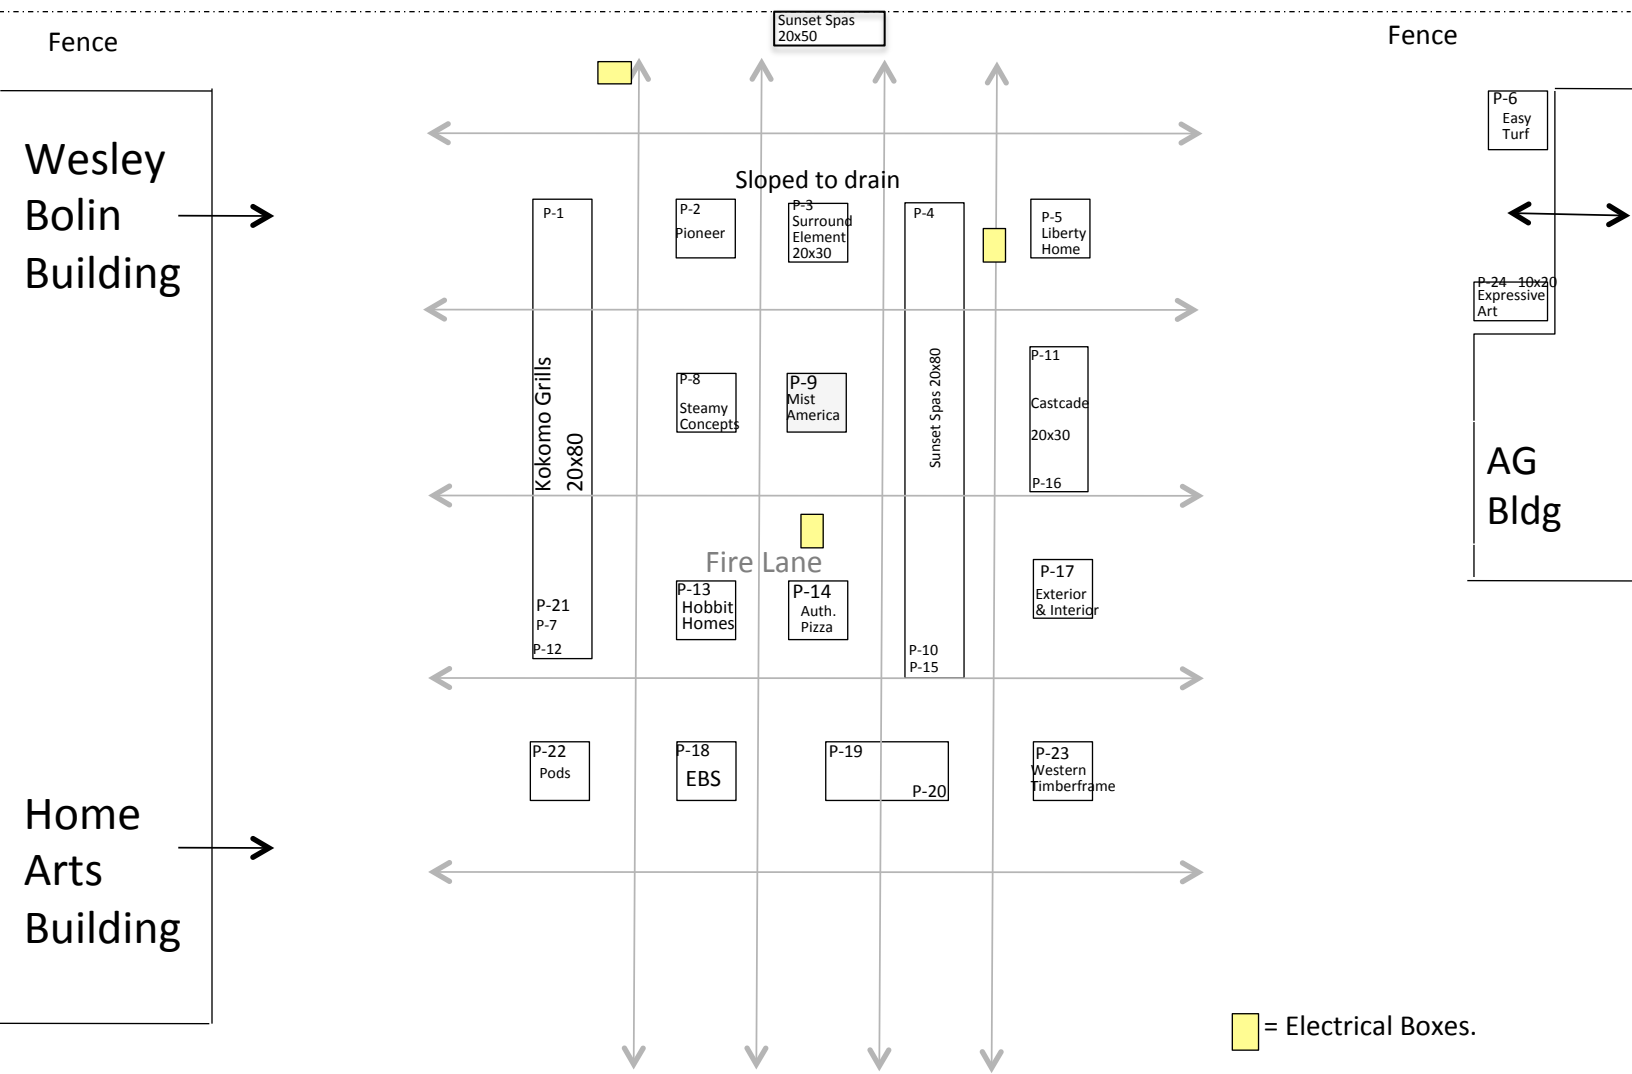 Sunset Spas
20x50
Fence
Fence
P-6
Easy
Turf
Wesley
Bolin
Building
Sloped to drain
P-1
P-2
Pioneer
P-3
Surround
Element
20x30
P-4
P-5
Liberty
Home
P-24 10x20
Expressive
Art
Kokomo Grills
20x80
P-8
Steamy
Concepts
P-9
Mist
America
Sunset Spas 20x80
P-11
Castcade
20x30
P-16
AG
Bldg
Fire Lane
P-21
P-7
P-12
P-13
Hobbit
Homes
P-14
Auth.
Pizza
P-10
P-15
P-17
Exterior
& Interior
P-22
Pods
P-18
EBS
P-19
P-20
P-23
Western
Timberframe
Home
Arts
Building
= Electrical Boxes.